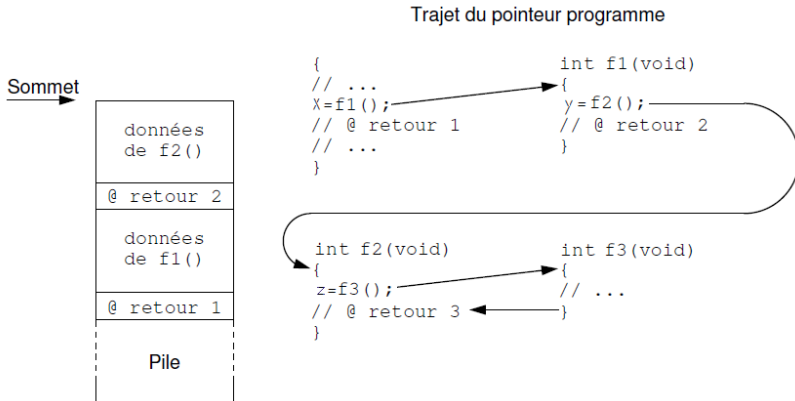 Trajet du pointeur programme
Sommet
données
de f2()
@ retour 2
données
de f1()
@ retour 1
Pile
{
// ...
X=f1();
// @ retour 1
// ...
}
int f1(void)
{
y=f2();
// @ retour 2
}
int f2(void)
{
z=f3();
// @ retour 3
}
int f3(void)
{
// ...
}